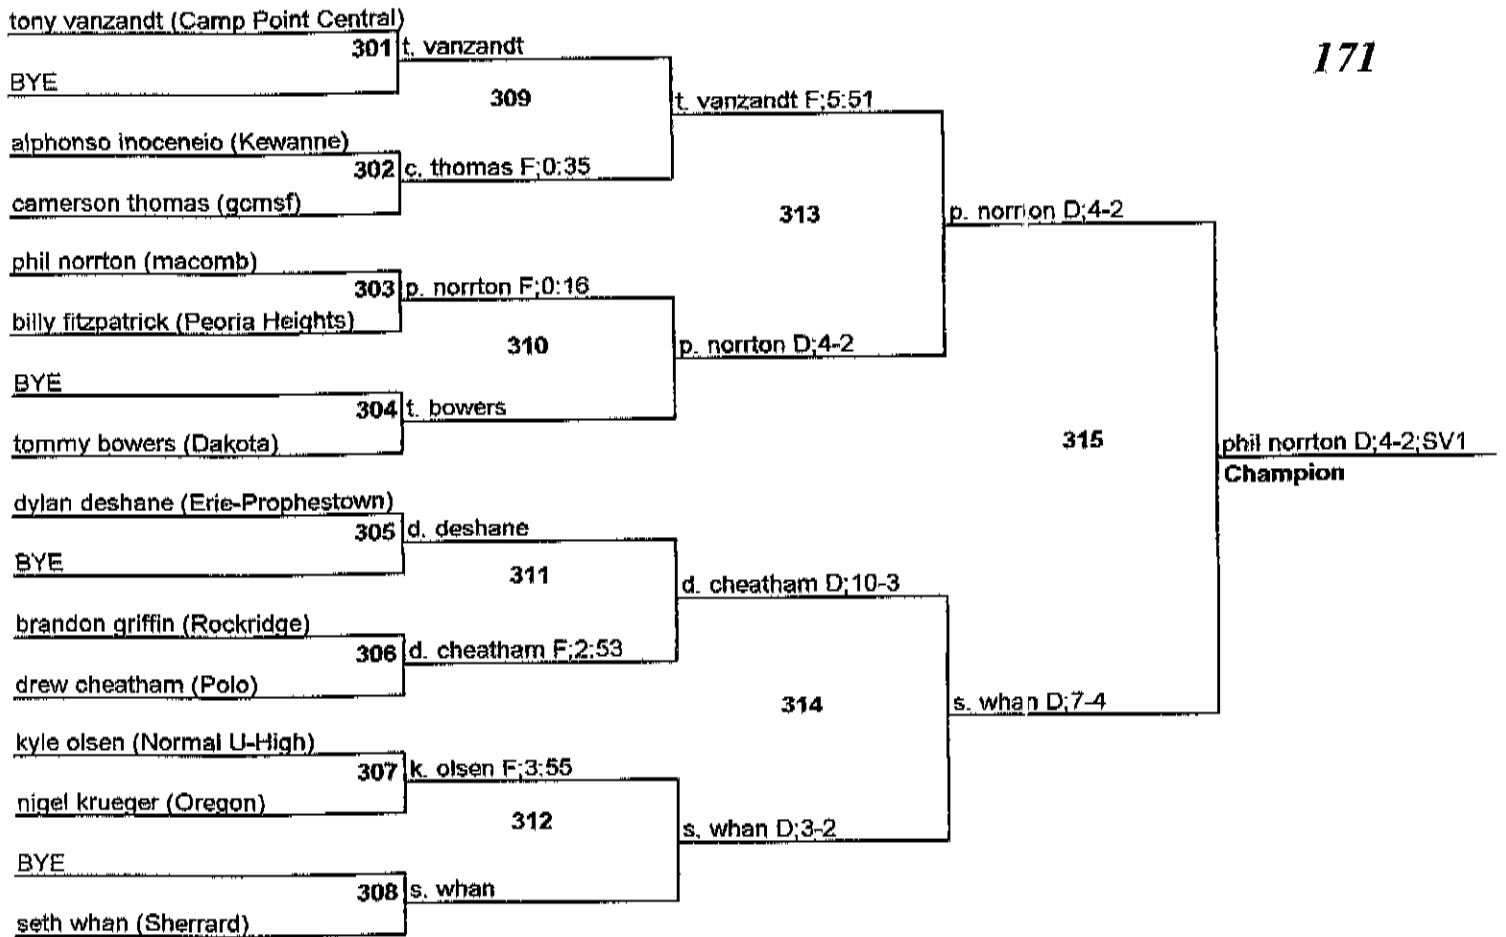 tony vanzandt (Camp Point Central)
301 t. vanzandt
171
BYE
309
t. vanzandt F;5:51
alphonso inoceneio (Kewanne)
302 c. thomas F;0:35
camerson thomas (gcmsf)
313
p. norrton D;4-2
phil norrton (macomb)
303 p. norrton F;0:16
billy fitzpatrick (Peoria Heights)
310
p. norrton D;4-2
BYE
304 t. bowers
tommy bowers (Dakota)
315
phil norrton D;4-2;SV1
Champion
dylan deshane (Erie-Prophestown)
305 d. deshane
BYE
311
d. cheatham D;10-3
brandon griffin (Rockridge)
306 d. cheatham F;2:53
drew cheatham (Polo)
314
s. whan D;7-4
kyle olsen (Normal U-High)
307 k. olsen F;3:55
nigel krueger (Oregon)
312
s. whan D;3-2
BYE
308 s. whan
seth whan (Sherrard)